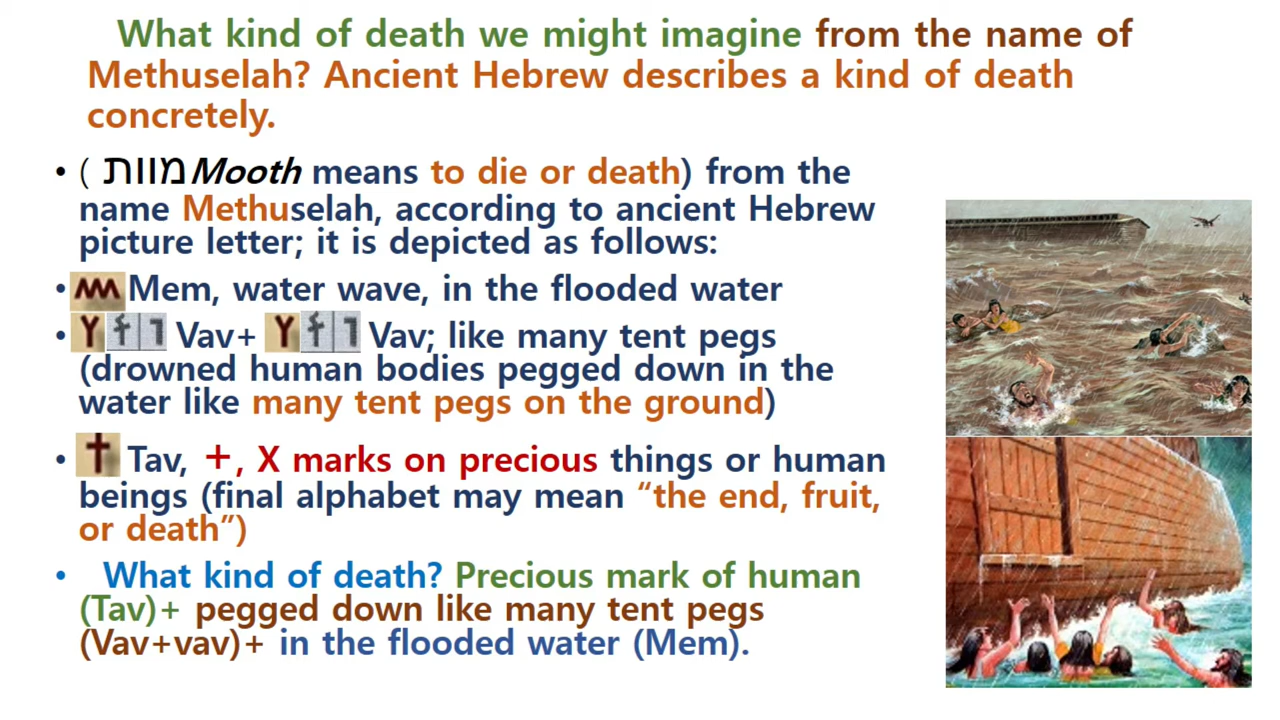 What kind of death we might imagine from the name of
Methuselah? Ancient Hebrew describes a kind of death
concretely.
• ( מוות Mooth means to die or death) from the
name Methuselah, according to ancient Hebrew
picture letter; it is depicted as follows:
• Mem, water wave, in the flooded water
• Vav+ Vav; like many tent pegs
(drowned human bodies pegged down in the
water like many tent pegs on the ground)
• Tav, +, X marks on precious things or human
beings (final alphabet may mean “the end, fruit,
or death”)
• What kind of death? Precious mark of human
(Tav)+ pegged down like many tent pegs
(Vav+vav)+ in the flooded water (Mem).